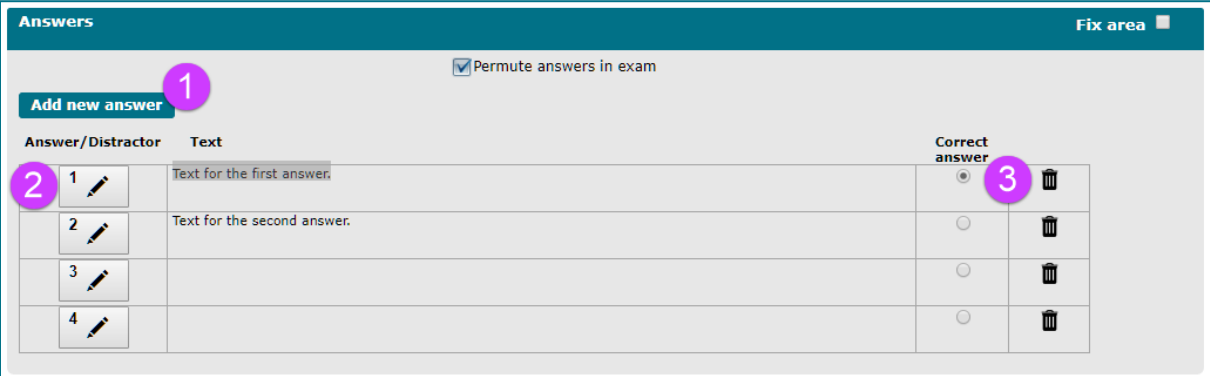 Answers
Fix area
Permute answers in exam
1
Add new answer
Answer/Distractor Text Correct answer
2 1 Text for the first answer. 3
2 Text for the second answer.
3
4